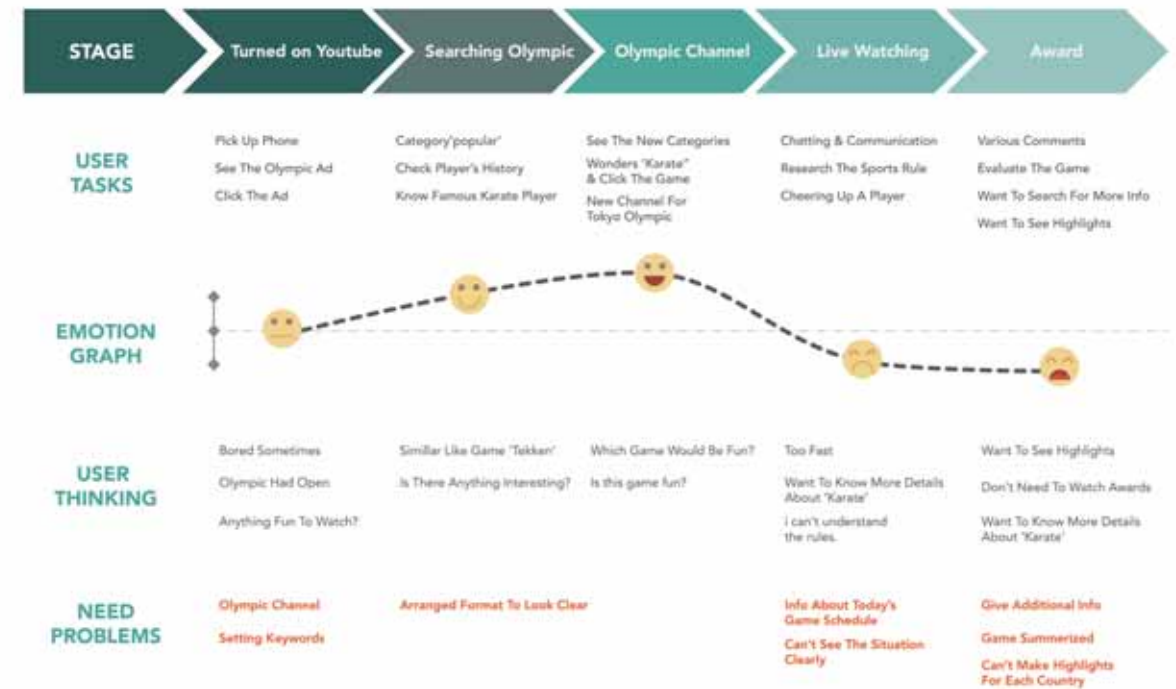 STAGE
Turned on Youtube
Searching Olympic
Olympic Channel
Live Watching
Award
USER
TASKS
Pick Up Phone
See The Olympic Ad
Click The Ad
Category'popular'
Check Player's History
Know Famous Karate Player
See The New Categories
Wonders "Karate"
& Click The Game
New Channel For
Tokyo Olympic
Chatting & Communication
Research The Sports Rule
Cheering Up A Player
Various Comments
Evaluate The Game
Want To Search For More Info
Want To See Highlights
EMOTION
GRAPH
USER
THINKING
Bored Sometimes
Olympic Had Open
Anything Fun To Watch?
Simillar Like Game 'Tekken'
Is There Anything Interesting?
Which Game Would Be Fun?
Is this game fun?
Too Fast
Want To Know More Details
About 'Karate'
i can't understand
the rules.
Want To See Highlights
Don't Need To Watch Awards
Want To Know More Details
About 'Karate'
NEED
PROBLEMS
Olympic Channel
Setting Keywords
Arranged Format To Look Clear
Info About Today's
Game Schedule
Can't See The Situation
Clearly
Give Additional Info
Game Summerized
Can't Make Highlights
For Each Country